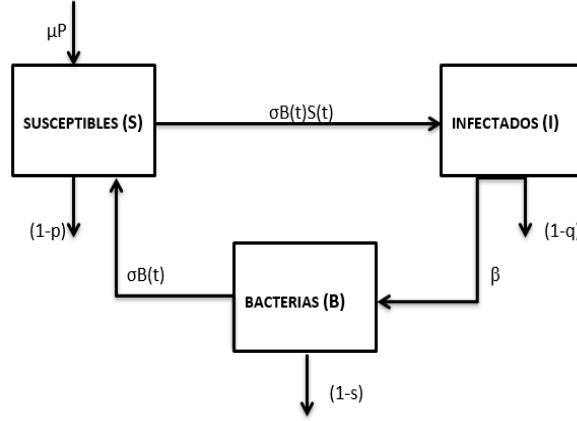 μP
SUSCEPTIBLES (S)
σB(t)S(t)
INFECTADOS (I)
(1-p)
(1-q)
σB(t)
β
BACTERIAS (B)
(1-s)